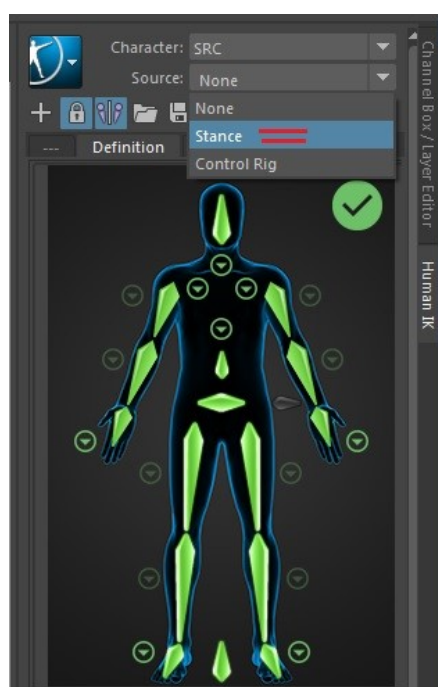 Character: SRC
Source: None
None
Stance
Control Rig
--- Definition
Channel Box / Layer Editor
Human IK